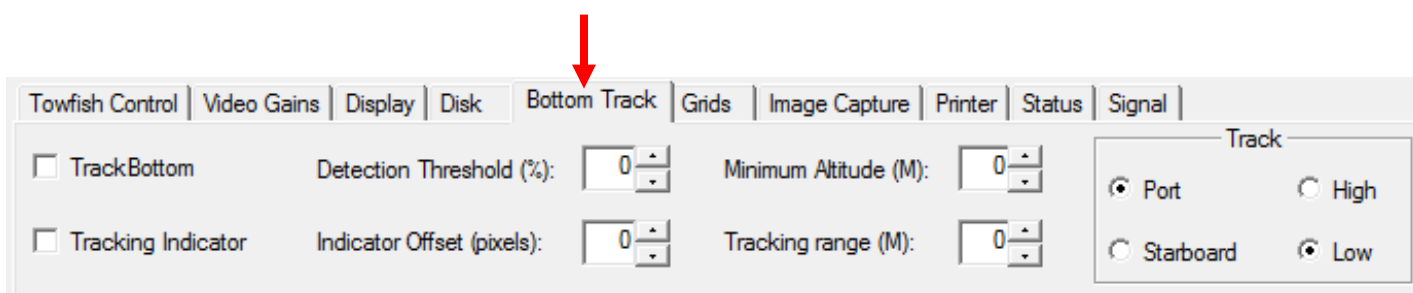 Towfish Control Video Gains Display Disk Bottom Track Grids Image Capture Printer Status Signal
Track
TrackBottom Detection Threshold (%): 0 Minimum Altitude (M): 0 Port High
Tracking Indicator Indicator Offset (pixels): 0 Tracking range (M): 0 Starboard Low